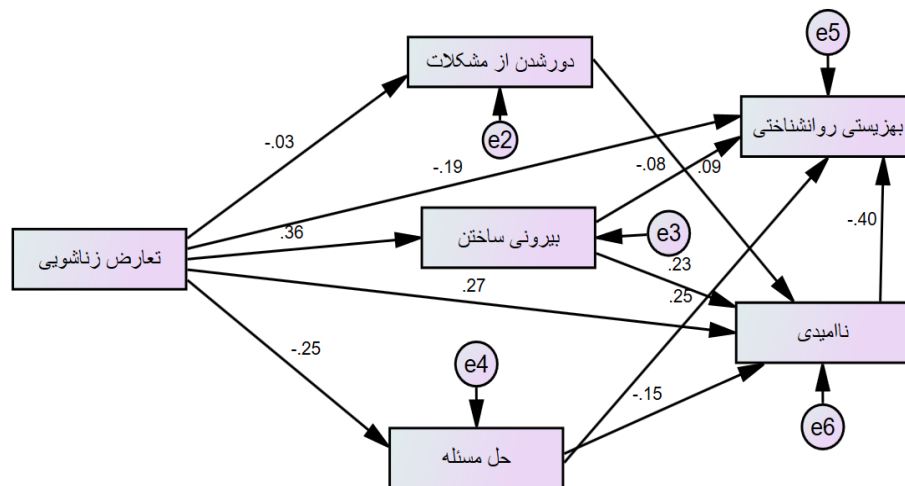 e5
دورشدن از مشکلات
بهزیستی روانشناختی
e2
-.03
-.19
-.08
.09
.36
بیرونی ساختن
e3
-.40
تعارض زناشویی
.23
.27
.25
ناامیدی
-.25
e4
-.15
e6
حل مسئله